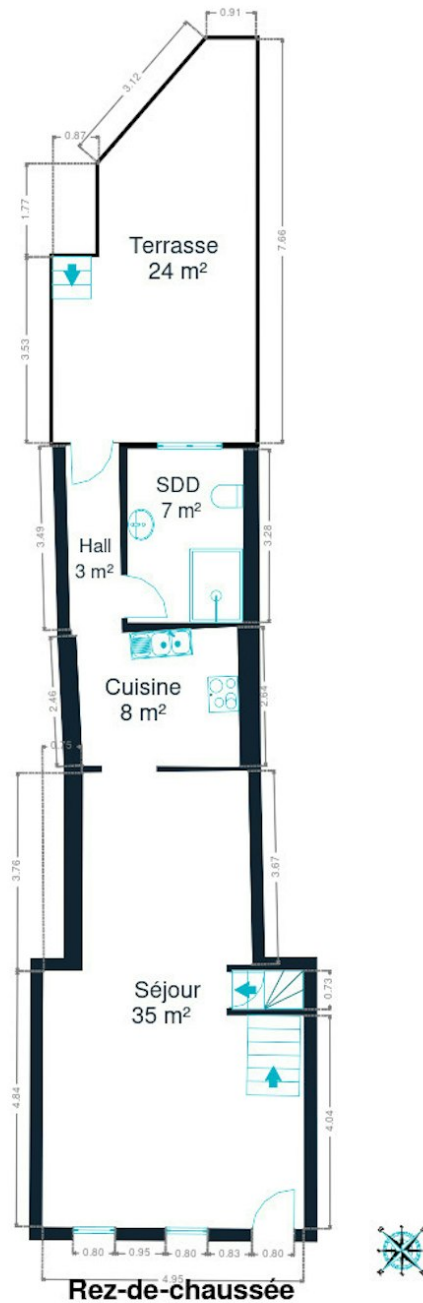 0.91
3.12
0.87
1.77
7.66
Terrasse
24 m²
3.53
SDD
7 m²
3.49
3.28
Hall
3 m²
Cuisine
8 m²
2.46
2.64
0.75
3.76
3.67
Séjour
35 m²
0.73
4.84
4.04
0.80
0.95
0.80
0.83
0.80
4.95
Rez-de-chaussée